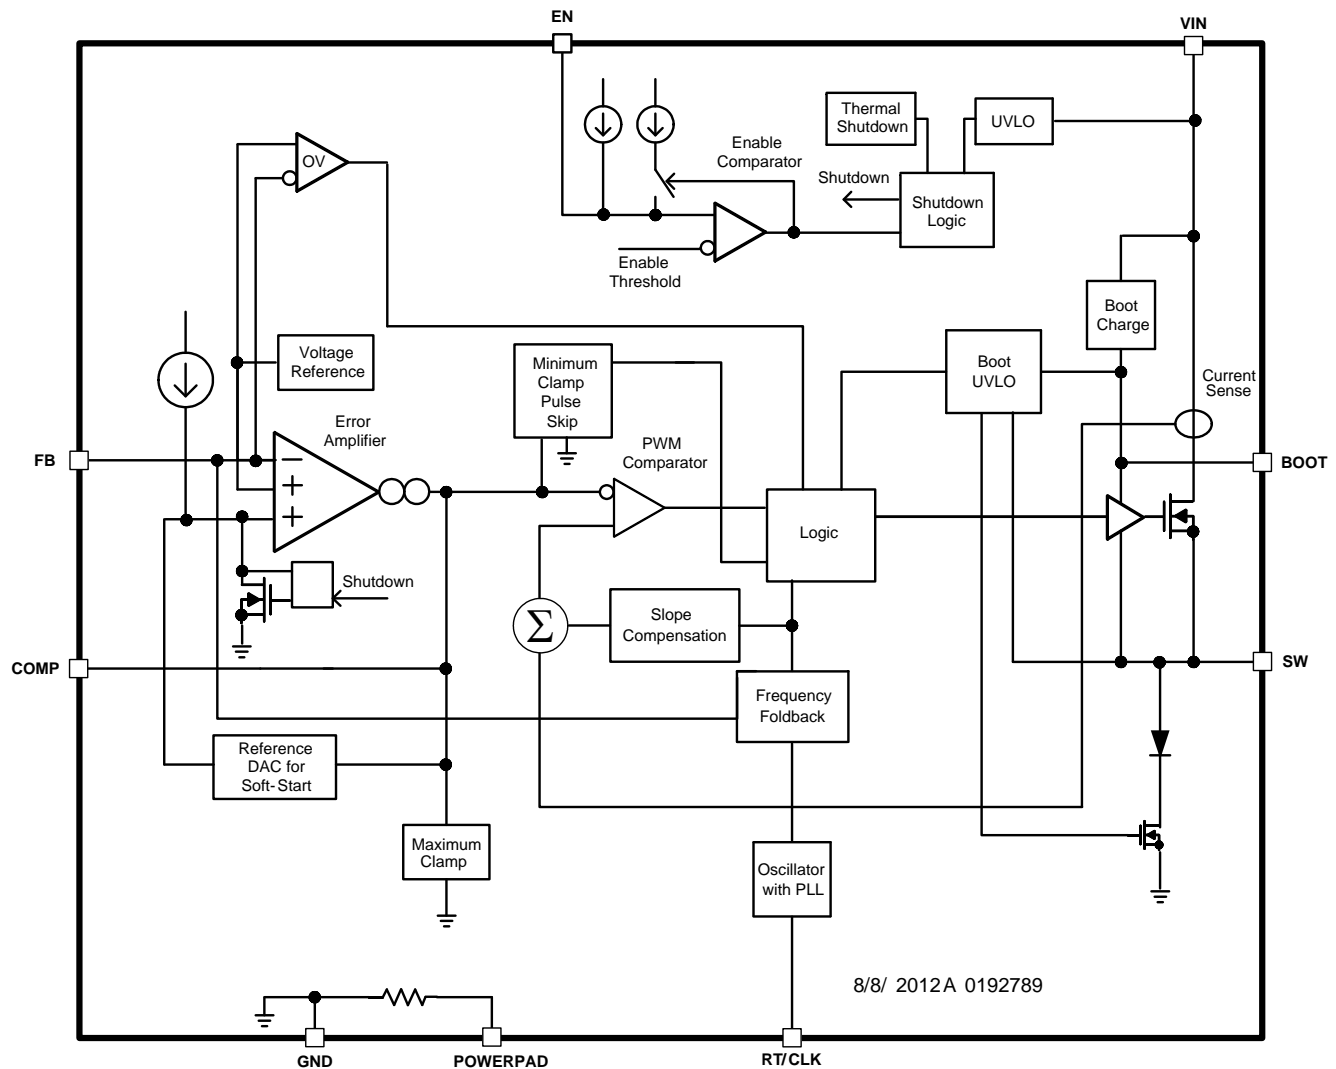 EN
VIN
Thermal
Shutdown
UVLO
Enable
Comparator
OV
Shutdown
Shutdown
Logic
Enable
Threshold
Boot
Charge
Voltage
Reference
Minimum
Clamp
Pulse
Skip
Boot
UVLO
Current
Sense
Error
Amplifier
PWM
Comparator
FB
−
+
+
BOOT
Logic
Shutdown
Σ
Slope
Compensation
COMP
SW
Frequency
Foldback
Reference
DAC for
Soft-Start
Maximum
Clamp
Oscillator
with PLL
8/8/ 2012A 0192789
GND
POWERPAD
RT/CLK